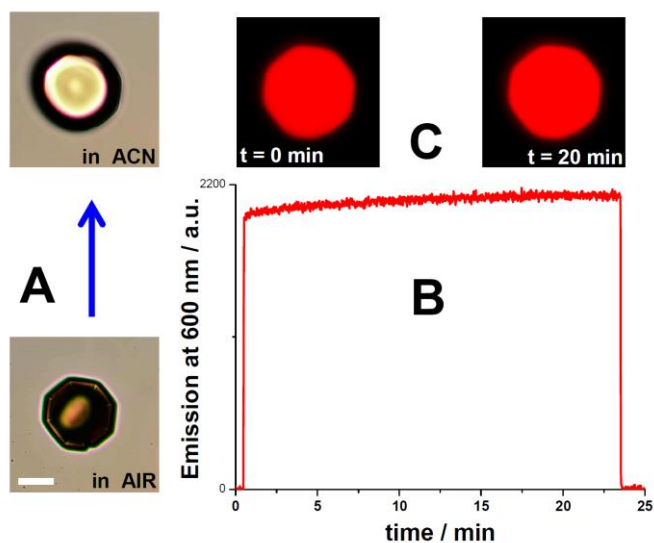 in ACN
A
in AIR
t = 0 min
t = 20 min
C
B
2200
0
Emission at 600 nm / a.u.
0 5 10 15 20 25
time / min